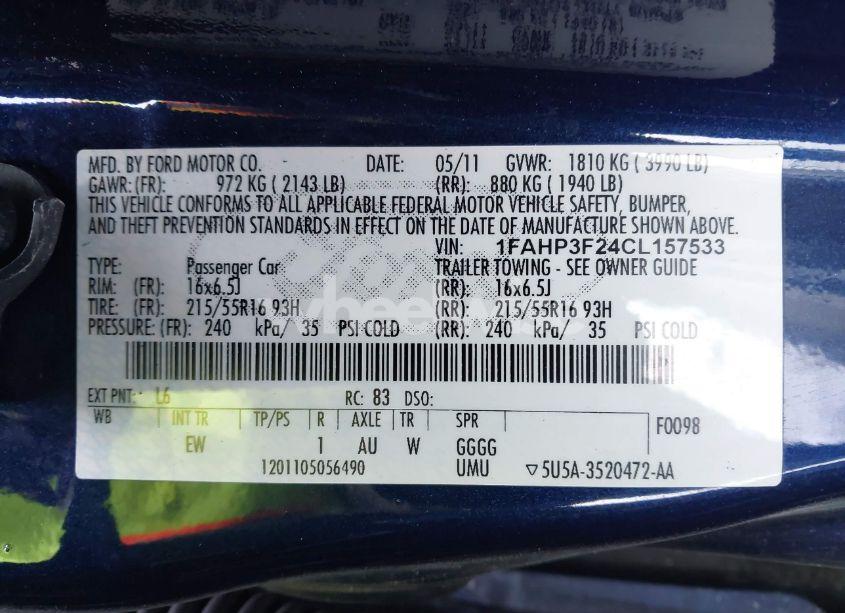 MFD. BY FORD MOTOR CO. DATE: 05/11 GVWR: 1810 KG ( 3990 LB)
GAWR: (FR): 972 KG ( 2143 LB) (RR): 880 KG ( 1940 LB)
THIS VEHICLE CONFORMS TO ALL APPLICABLE FEDERAL MOTOR VEHICLE SAFETY, BUMPER,
AND THEFT PREVENTION STANDARDS IN EFFECT ON THE DATE OF MANUFACTURE SHOWN ABOVE.
VIN: 1FAHP3F24CL157533
TYPE: Passenger Car TRAILER TOWING - SEE OWNER GUIDE
RIM: (FR): 16x6.5J (RR): 16x6.5J
TIRE: (FR): 215/55R16 93H (RR): 215/55R16 93H
PRESSURE: (FR): 240 kPa/ 35 PSI COLD (RR): 240 kPa/ 35 PSI COLD
EXT PNT: L6 RC: 83 DSO:
WB INT TR TP/PS R AXLE TR SPR F0098
EW 1 AU W GGGG
1201105056490 UMU ▽5U5A-3520472-AA